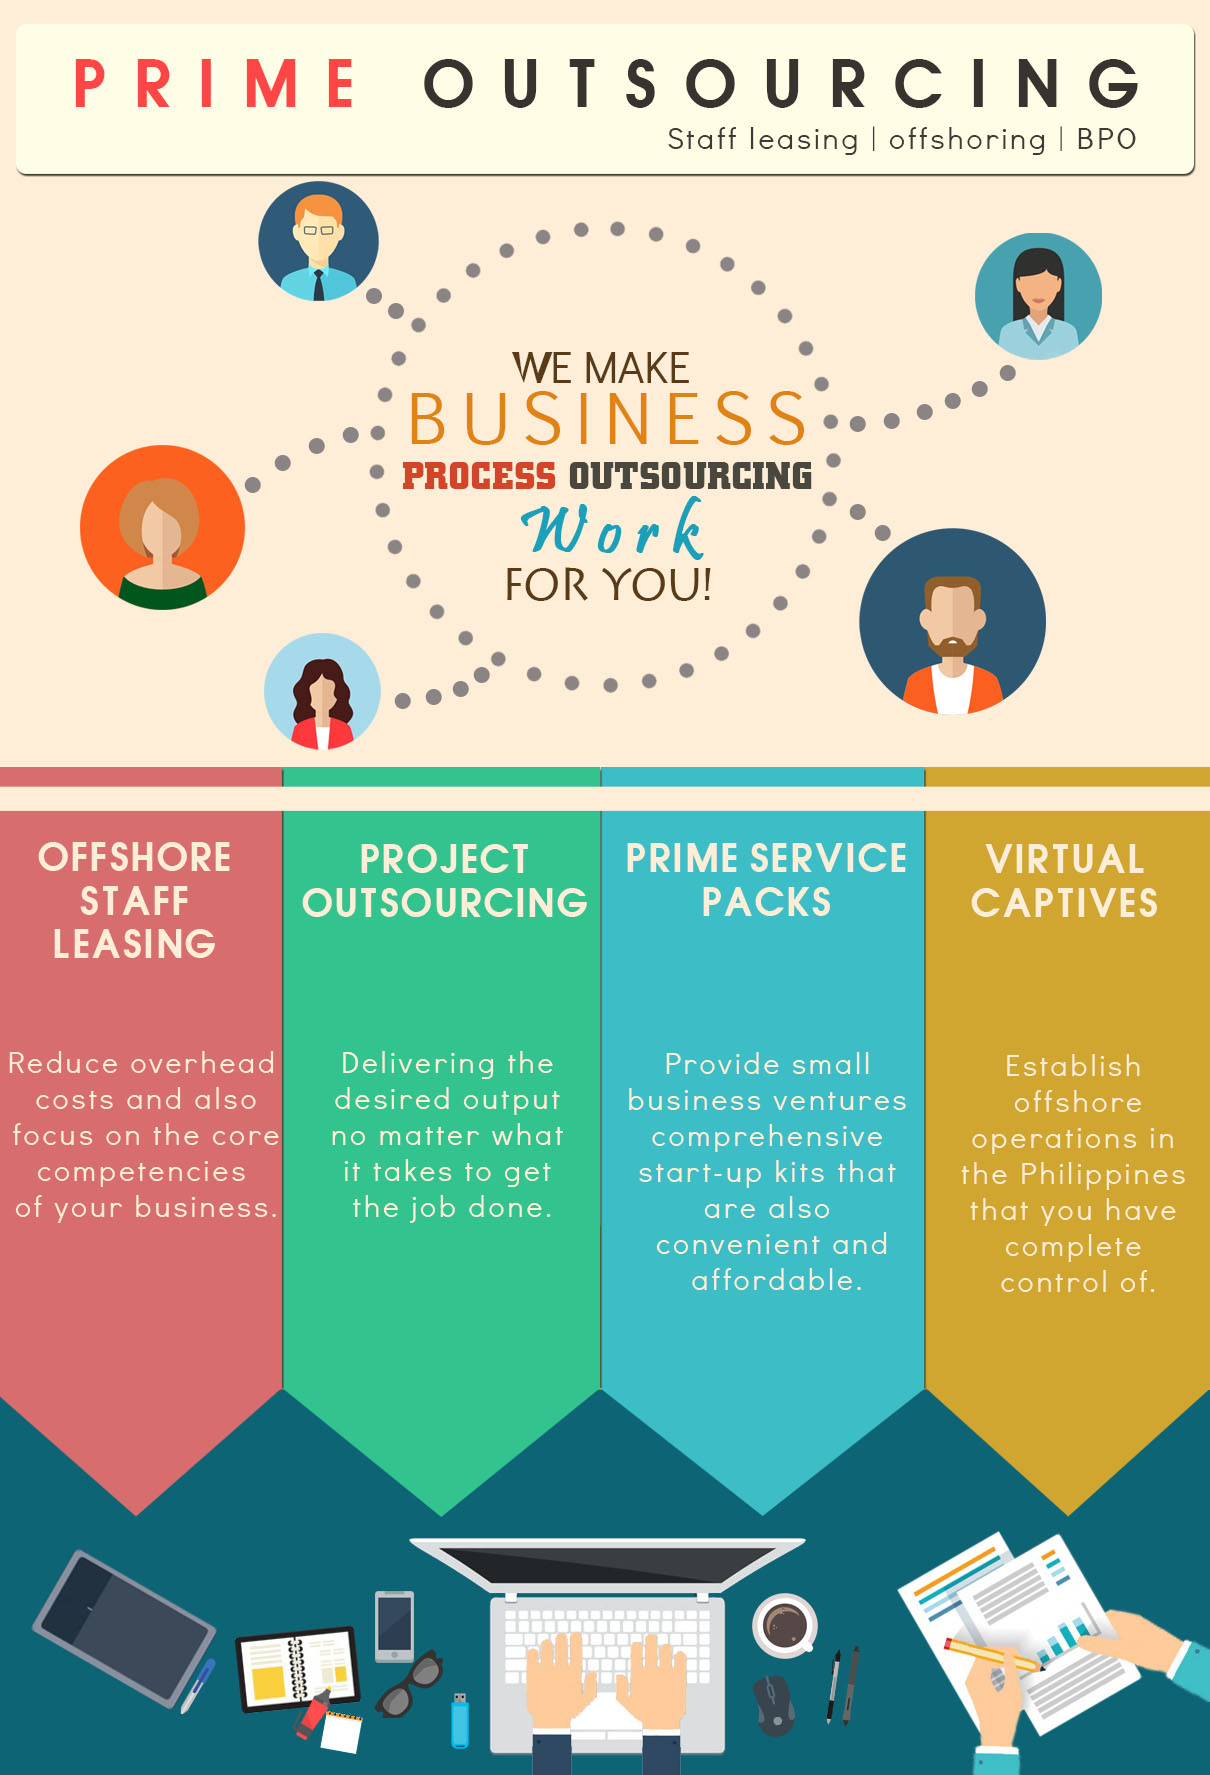 PRIME OUTSOURCING
Staff leasing | offshoring | BPO
WE MAKE
BUSINESS
PROCESS OUTSOURCING
Work
FOR YOU!
OFFSHORE
STAFF
LEASING
Reduce overhead
costs and also
focus on the core
competencies
of your business.
PROJECT
OUTSOURCING
Delivering the
desired output
no matter what
it takes to get
the job done.
PRIME SERVICE
PACKS
Provide small
business ventures
comprehensive
start-up kits that
are also
convenient and
affordable.
VIRTUAL
CAPTIVES
Establish
offshore
operations in
the Philippines
that you have
complete
control of.